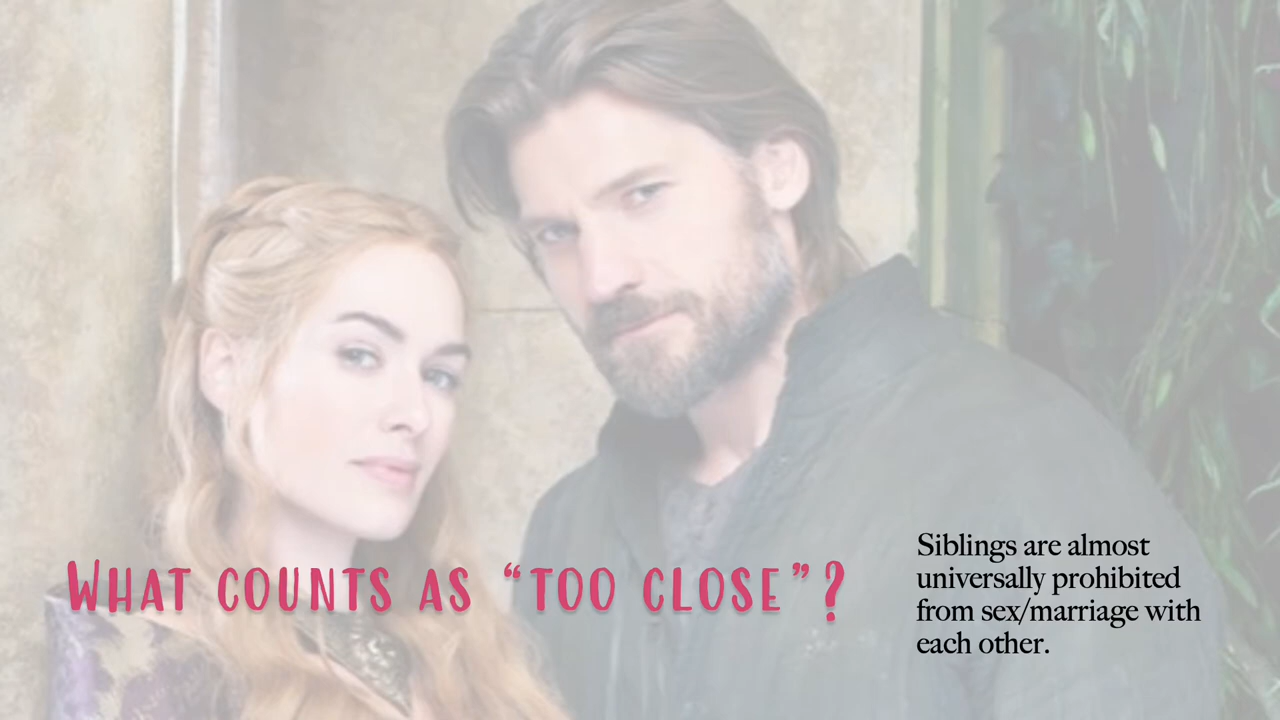 WHAT COUNTS AS “TOO CLOSE”?
Siblings are almost
universally prohibited
from sex/marriage with
each other.